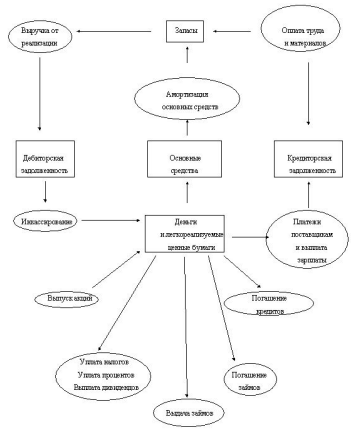 Выручка от
реализации
Запасы
Оплата труда
и материалов
Амортизация
основных средств
Дебиторская
задолженность
Основные
средства
Кредиторская
задолженность
Инкассирование
Деньги
и легкореализуемые
ценные бумаги
Платежи
поставщикам
и выплата
зарплаты
Выпуск акций
Погашение
кредитов
Уплата налогов
Уплата процентов
Выплата дивидендов
Погашение
займов
Выдача займов